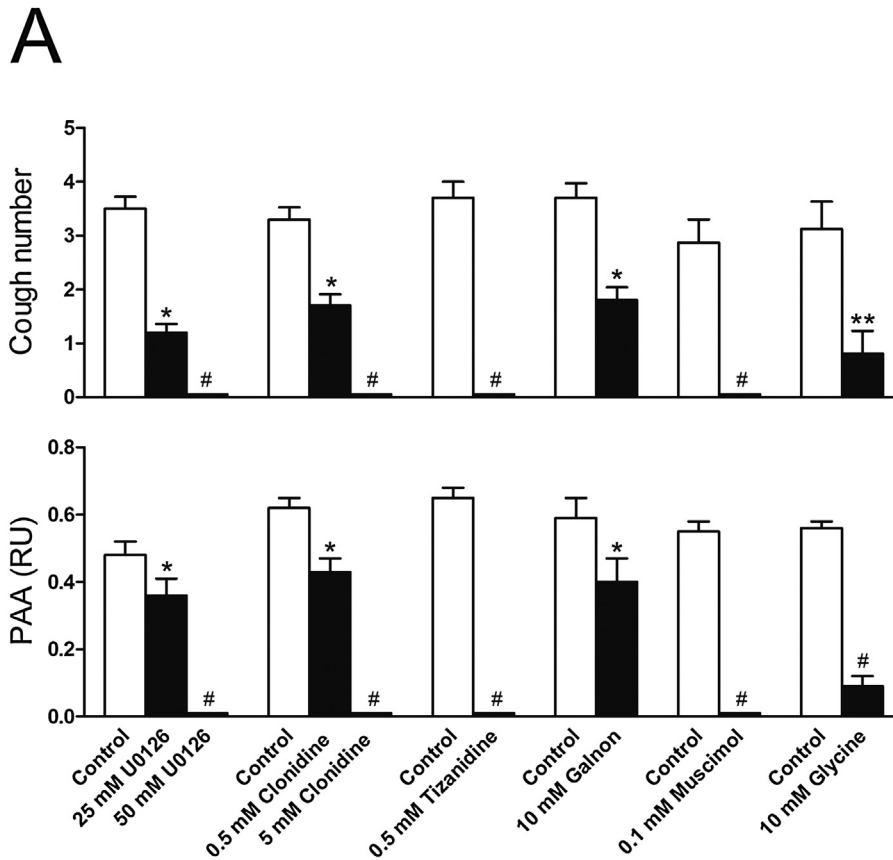 A
Cough number
5
4
3
2
1
0
* # * # # * # **
PAA (RU)
0.8
0.6
0.4
0.2
0.0
* # * # # * # #
Control
25 mM U0126
50 mM U0126
Control
0.5 mM Clonidine
5 mM Clonidine
Control
0.5 mM Tizanidine
Control
10 mM Galnon
Control
0.1 mM Muscimol
Control
10 mM Glycine